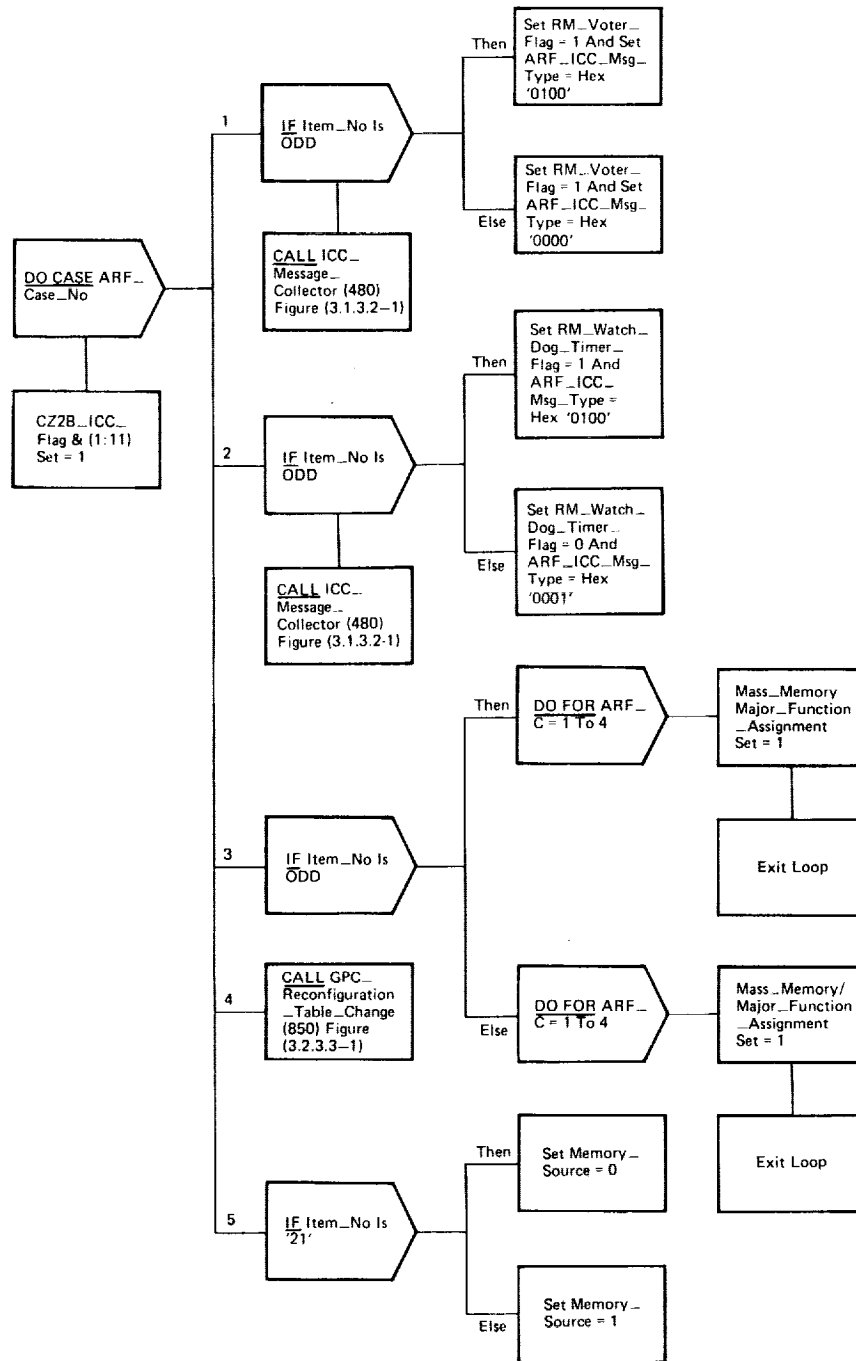 DO CASE ARF_
Case_No
CZ2B_ICC_
Flag & (1:11)
Set = 1
1
IF Item_No Is
ODD
CALL ICC_
Message_
Collector (480)
Figure (3.1.3.2-1)
Then
Set RM_Voter_
Flag = 1 And Set
ARF_ICC_Msg_
Type = Hex
'0100'
Else
Set RM_Voter_
Flag = 1 And Set
ARF_ICC_Msg_
Type = Hex
'0000'
2
IF Item_No Is
ODD
CALL ICC_
Message_
Collector (480)
Figure (3.1.3.2-1)
Then
Set RM_Watch_
Dog_Timer_
Flag = 1 And
ARF_ICC_
Msg_Type =
Hex '0100'
Else
Set RM_Watch_
Dog_Timer_
Flag = 0 And
ARF_ICC_Msg_
Type = Hex
'0001'
3
IF Item_No Is
ODD
Then
DO FOR ARF_
C = 1 To 4
Mass_Memory
Major_Function
_Assignment
Set = 1
Exit Loop
Else
DO FOR ARF_
C = 1 To 4
Mass_Memory/
Major_Function
_Assignment
Set = 1
Exit Loop
4
CALL GPC_
Reconfiguration
_Table_Change
(850) Figure
(3.2.3.3-1)
5
IF Item_No Is
'21'
Then
Set Memory_
Source = 0
Else
Set Memory_
Source = 1